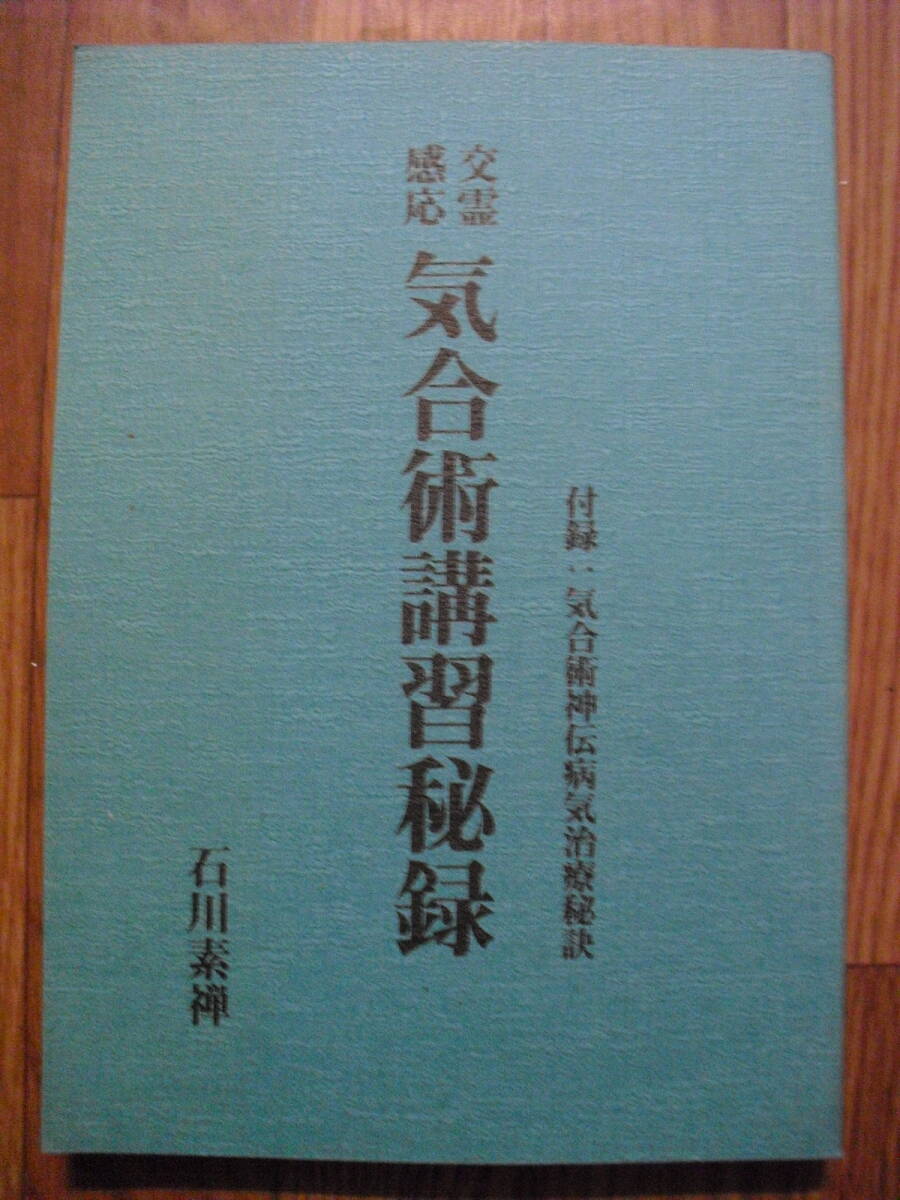 付録:気合術神伝病気治療秘訣
交霊
感応
気合術講習秘録
石川素禅